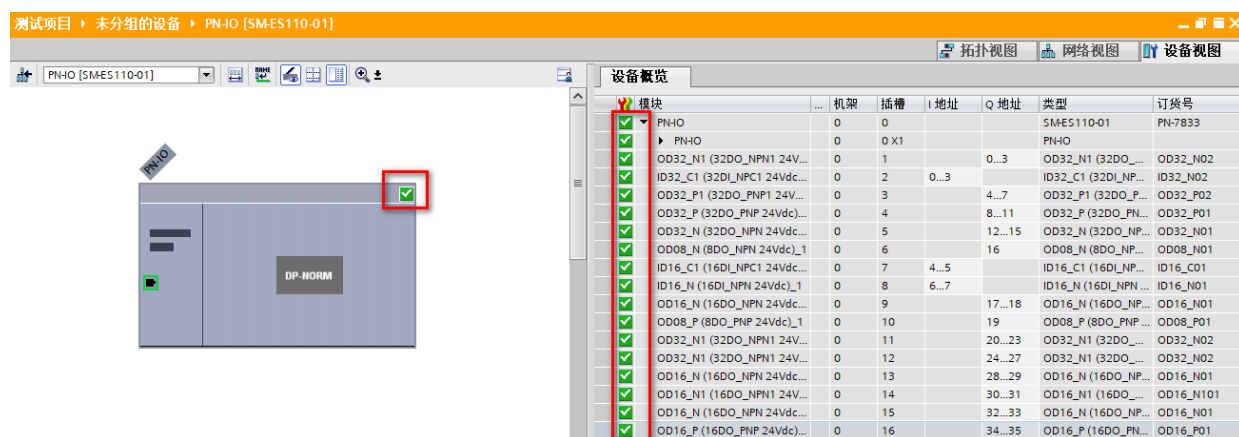 测试项目 ▸ 未分组的设备 ▸ PN-IO [SM-ES110-01]
拓扑视图 网络视图 设备视图
PN-IO [SM-ES110-01]
PN-IO
DP-NORM
设备概览
模块 ... 机架 插槽 I 地址 Q 地址 类型 订货号
PN-IO 0 0 SM-ES110-01 PN-7833
PN-IO 0 0 X1 PN-IO
OD32_N1 (32DO_NPN1 24V... 0 1 0...3 OD32_N1 (32DO_... OD32_N02
ID32_C1 (32DI_NPC1 24Vdc... 0 2 0...3 ID32_C1 (32DI_NP... ID32_N02
OD32_P1 (32DO_PNP1 24V... 0 3 4...7 OD32_P1 (32DO_P... OD32_P02
OD32_P (32DO_PNP 24Vdc)... 0 4 8...11 OD32_P (32DO_PN... OD32_P01
OD32_N (32DO_NPN 24Vdc... 0 5 12...15 OD32_N (32DO_NP... OD32_N01
OD08_N (8DO_NPN 24Vdc)_1 0 6 16 OD08_N (8DO_NP... OD08_N01
ID16_C1 (16DI_NPC1 24Vdc... 0 7 4...5 ID16_C1 (16DI_NP... ID16_C01
ID16_N (16DI_NPN 24Vdc)_1 0 8 6...7 ID16_N (16DI_NPN ... ID16_N01
OD16_N (16DO_NPN 24Vdc... 0 9 17...18 OD16_N (16DO_NP... OD16_N01
OD08_P (8DO_PNP 24Vdc)_1 0 10 19 OD08_P (8DO_PNP ... OD08_P01
OD32_N1 (32DO_NPN1 24V... 0 11 20...23 OD32_N1 (32DO_... OD32_N02
OD32_N1 (32DO_NPN1 24V... 0 12 24...27 OD32_N1 (32DO_... OD32_N02
OD16_N (16DO_NPN 24Vdc... 0 13 28...29 OD16_N (16DO_NP... OD16_N01
OD16_N1 (16DO_NPN1 24V... 0 14 30...31 OD16_N1 (16DO_... OD16_N101
OD16_N (16DO_NPN 24Vdc... 0 15 32...33 OD16_N (16DO_NP... OD16_N01
OD16_P (16DO_PNP 24Vdc)... 0 16 34...35 OD16_P (16DO_PN... OD16_P01